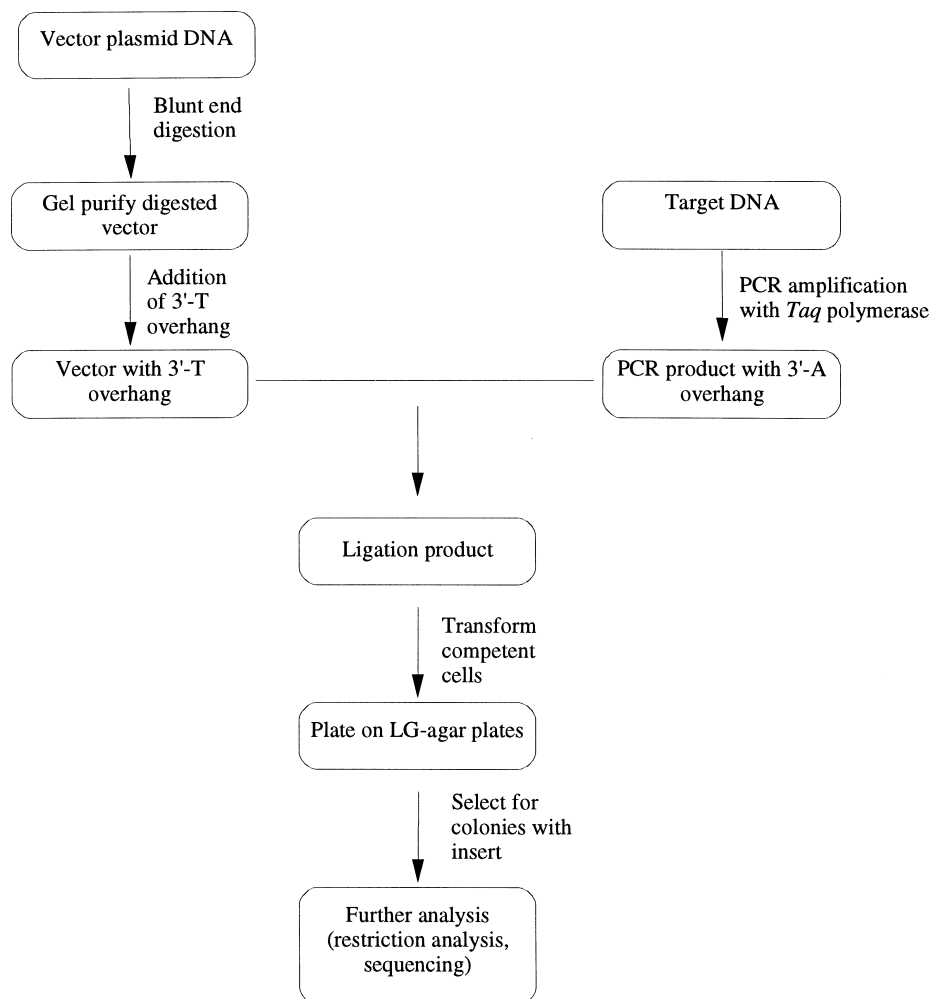 Vector plasmid DNA
Blunt end
digestion
Gel purify digested
vector
Addition
of 3'-T
overhang
Vector with 3'-T
overhang
Target DNA
PCR amplification
with Taq polymerase
PCR product with 3'-A
overhang
Ligation product
Transform
competent
cells
Plate on LG-agar plates
Select for
colonies with
insert
Further analysis
(restriction analysis,
sequencing)